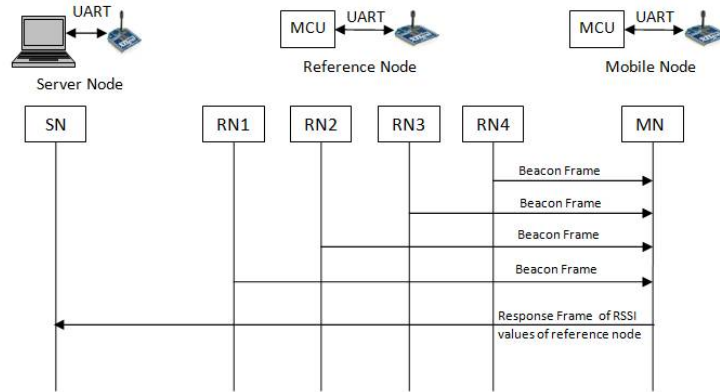 UART
UART
UART
MCU
MCU
Server Node
Reference Node
Mobile Node
SN
RN1
RN2
RN3
RN4
MN
Beacon Frame
Beacon Frame
Beacon Frame
Beacon Frame
Response Frame of RSSI
values of reference node